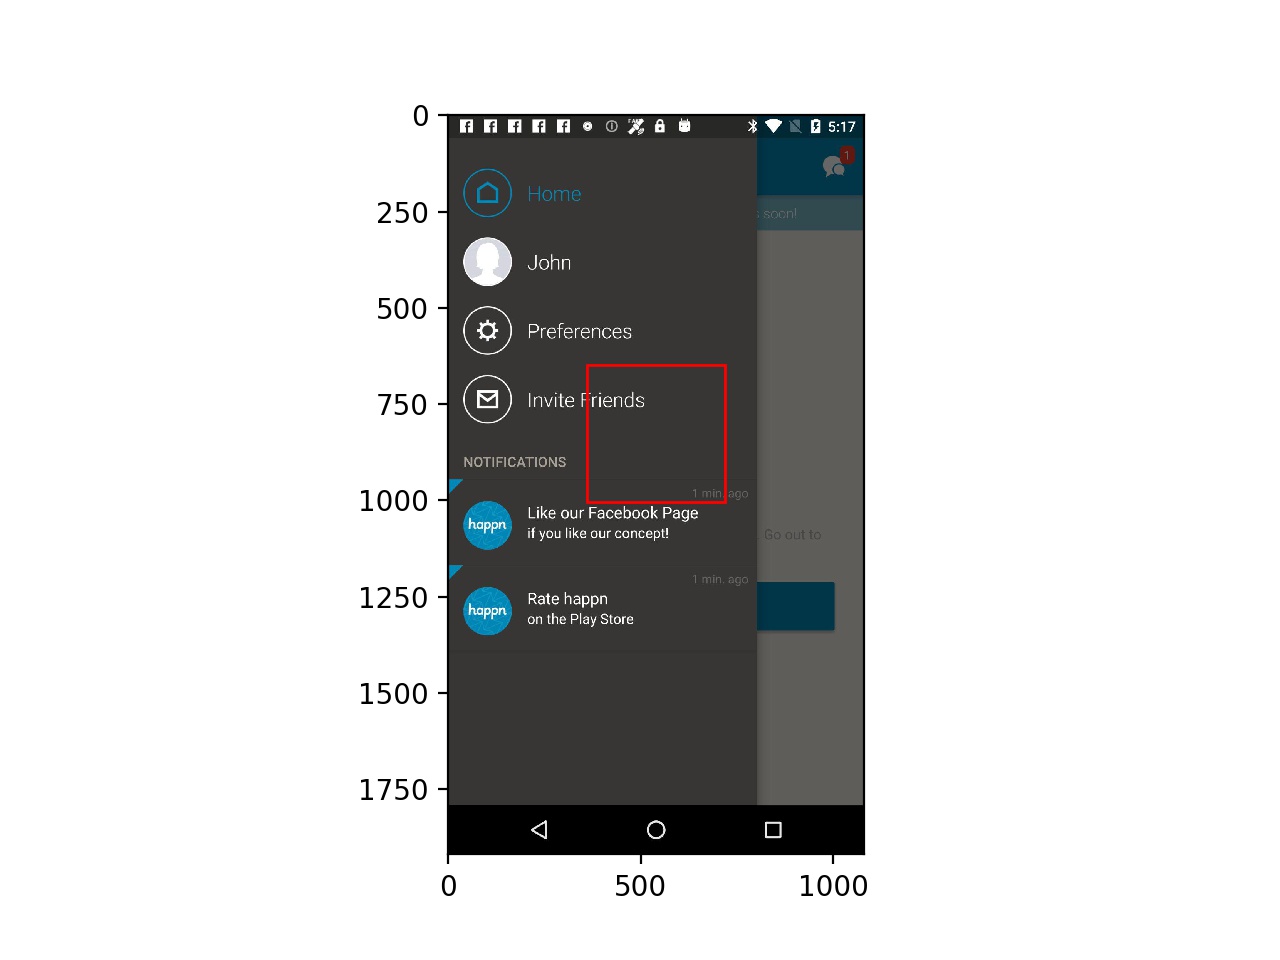 0
250
500
750
1000
1250
1500
1750
0
500
1000
5:17
1
s soon!
Home
John
Preferences
Invite Friends
NOTIFICATIONS
1 min. ago
happn
Like our Facebook Page
if you like our concept!
Go out to
1 min. ago
happn
Rate happn
on the Play Store